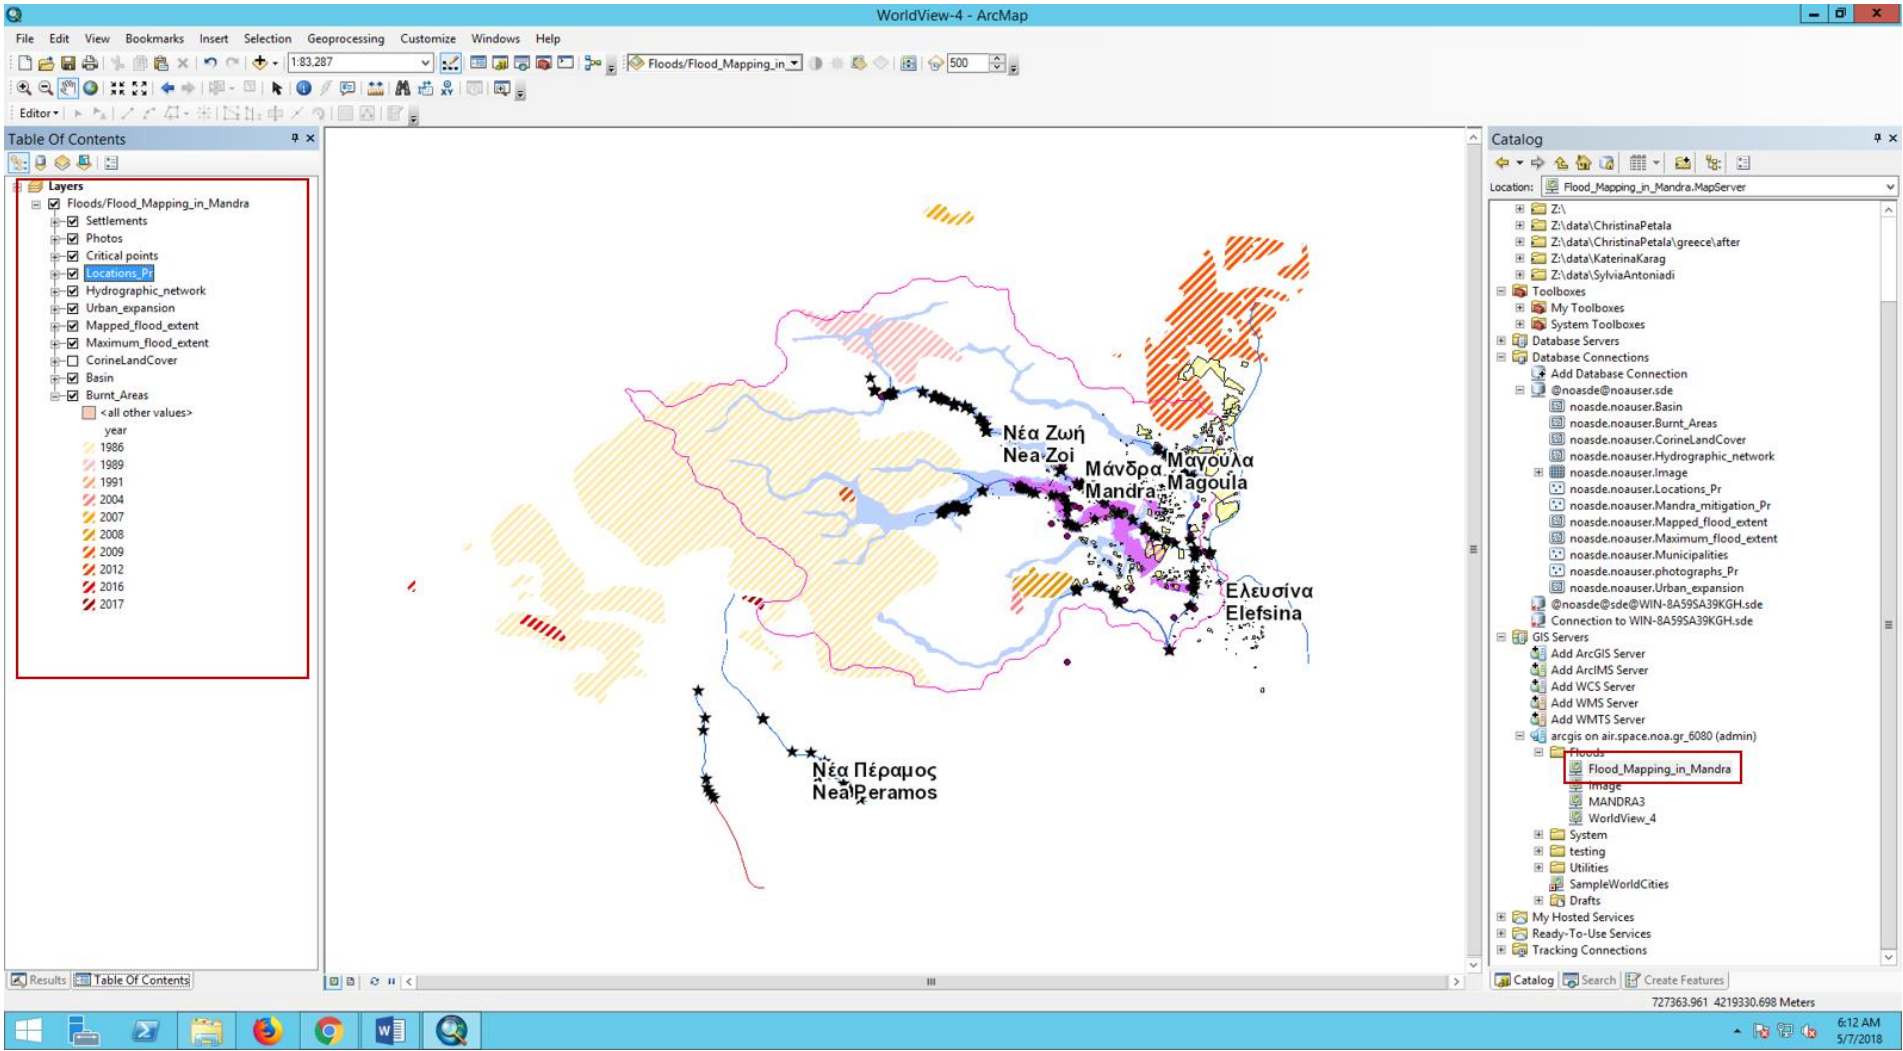 WorldView-4 - ArcMap
File Edit View Bookmarks Insert Selection Geoprocessing Customize Windows Help
1:83,287
Floods/Flood_Mapping_in_
500
Editor
Table Of Contents
Layers
Floods/Flood_Mapping_in_Mandra
Settlements
Photos
Critical points
Locations_Pr
Hydrographic_network
Urban_expansion
Mapped_flood_extent
Maximum_flood_extent
CorineLandCover
Basin
Burnt_Areas
<all other values>
year
1986
1989
1991
2004
2007
2008
2009
2012
2016
2017
Results
Table Of Contents
Νέα Ζωή
Nea Zoi
Μάνδρα
Mandra
Μαγούλα
Magoula
Ελευσίνα
Elefsina
Νέα Πέραμος
Nea Peramos
Catalog
Location: Flood_Mapping_in_Mandra.MapServer
Z:\
Z:\data\ChristinaPetala
Z:\data\ChristinaPetala\greece\after
Z:\data\KaterinaKarag
Z:\data\SylviaAntoniadi
Toolboxes
My Toolboxes
System Toolboxes
Database Servers
Database Connections
Add Database Connection
@noasde@noauser.sde
noasde.noauser.Basin
noasde.noauser.Burnt_Areas
noasde.noauser.CorineLandCover
noasde.noauser.Hydrographic_network
noasde.noauser.Image
noasde.noauser.Locations_Pr
noasde.noauser.Mandra_mitigation_Pr
noasde.noauser.Mapped_flood_extent
noasde.noauser.Maximum_flood_extent
noasde.noauser.Municipalities
noasde.noauser.photographs_Pr
noasde.noauser.Urban_expansion
@noasde@sde@WIN-8A59SA39KGH.sde
Connection to WIN-8A59SA39KGH.sde
GIS Servers
Add ArcGIS Server
Add ArcIMS Server
Add WCS Server
Add WMS Server
Add WMTS Server
arcgis on air.space.noa.gr_6080 (admin)
Floods
Flood_Mapping_in_Mandra
Image
MANDRA3
WorldView_4
System
testing
Utilities
SampleWorldCities
Drafts
My Hosted Services
Ready-To-Use Services
Tracking Connections
Catalog
Search
Create Features
727363.961 4219330.698 Meters
6:12 AM
5/7/2018